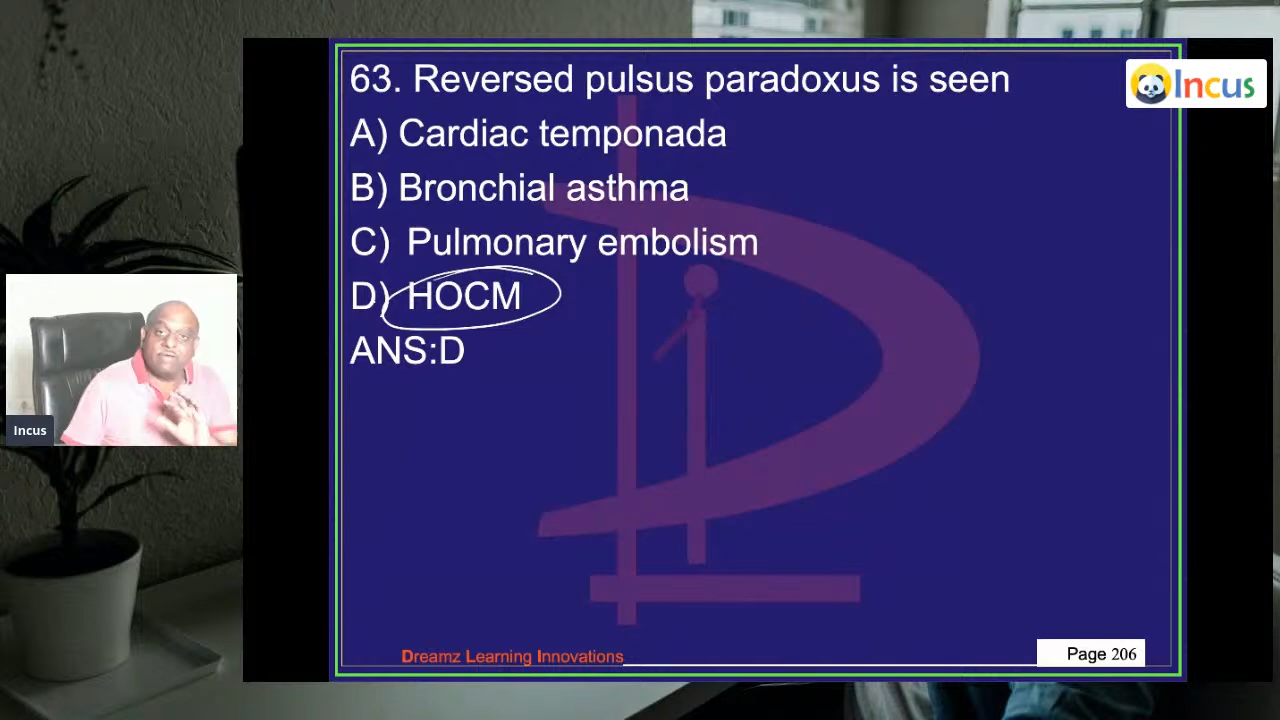 63. Reversed pulsus paradoxus is seen
A) Cardiac temponada
B) Bronchial asthma
C) Pulmonary embolism
D) HOCM
ANS:D
Incus
Incus
Dreamz Learning Innovations
Page 206